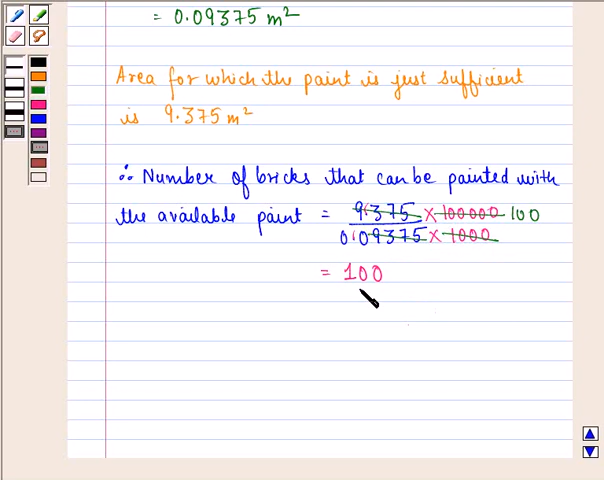 = 0.09375 m²
Area for which the paint is just sufficient
is 9.375 m²
∴ Number of bricks that can be painted with
the available paint = 9.375 × 100000 100
0.09375 × 1000
= 100